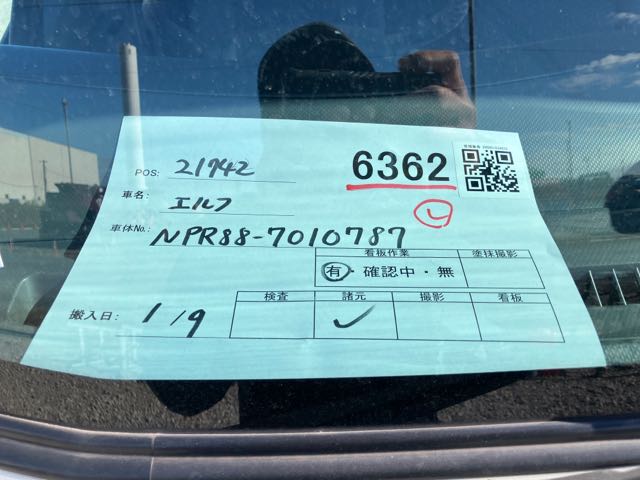 POS: 21742
6362
車名: エルフ
車体No.: NPR88-7010787
看板作業 塗抹撮影
有・確認中・無
検査 諸元 撮影 看板
搬入日: 1/9